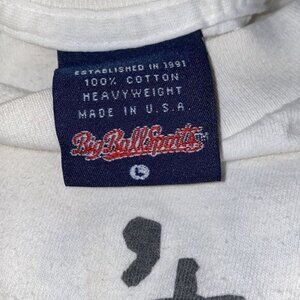 ESTABLISHED IN 1991
100% COTTON
HEAVYWEIGHT
MADE IN U.S.A.
Big Ball Sports
L